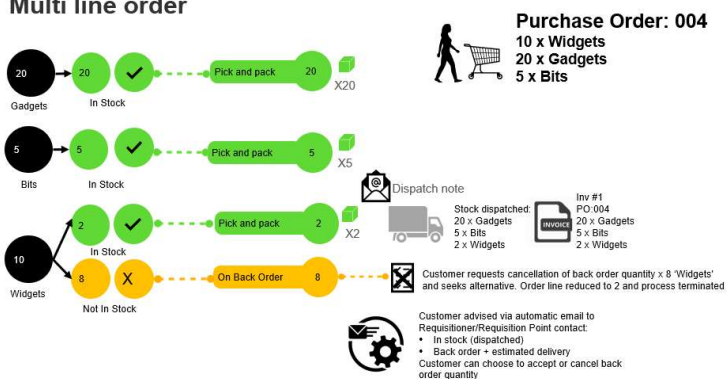 Multi line order
Purchase Order: 004
10 x Widgets
20 x Gadgets
5 x Bits
20
20
Pick and pack
20
X20
Gadgets
In Stock
5
5
Pick and pack
5
X5
Bits
In Stock
Dispatch note
10
2
Pick and pack
2
X2
In Stock
Stock dispatched:
20 x Gadgets
5 x Bits
2 x Widgets
INVOICE
Inv #1
PO:004
20 x Gadgets
5 x Bits
2 x Widgets
8
X
On Back Order
8
Widgets
Not In Stock
Customer requests cancellation of back order quantity x 8 ‘Widgets’
and seeks alternative. Order line reduced to 2 and process terminated
Customer advised via automatic email to
Requisitioner/Requisition Point contact:
• In stock (dispatched)
• Back order + estimated delivery
Customer can choose to accept or cancel back
order quantity